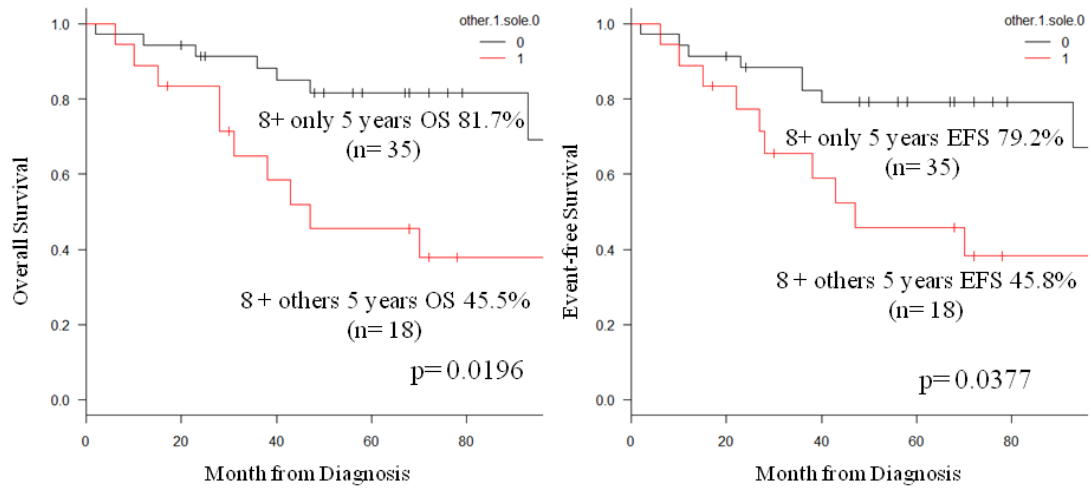 other.1.sole.0
0
1
1.0
0.8
0.6
0.4
0.2
0.0
Overall Survival
8+ only 5 years OS 81.7%
(n= 35)
8 + others 5 years OS 45.5%
(n= 18)
p= 0.0196
0
20
40
60
80
Month from Diagnosis
other.1.sole.0
0
1
1.0
0.8
0.6
0.4
0.2
0.0
Event-free Survival
8+ only 5 years EFS 79.2%
(n= 35)
8 + others 5 years EFS 45.8%
(n= 18)
p= 0.0377
0
20
40
60
80
Month from Diagnosis